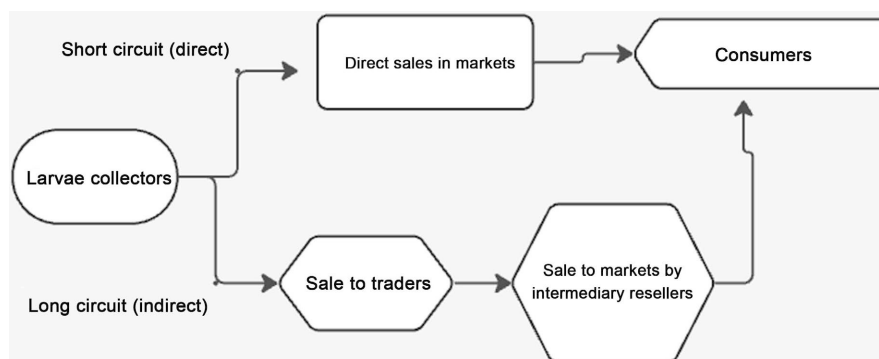 Short circuit (direct)
Direct sales in markets
Consumers
Larvae collectors
Sale to traders
Sale to markets by
intermediary resellers
Long circuit (indirect)